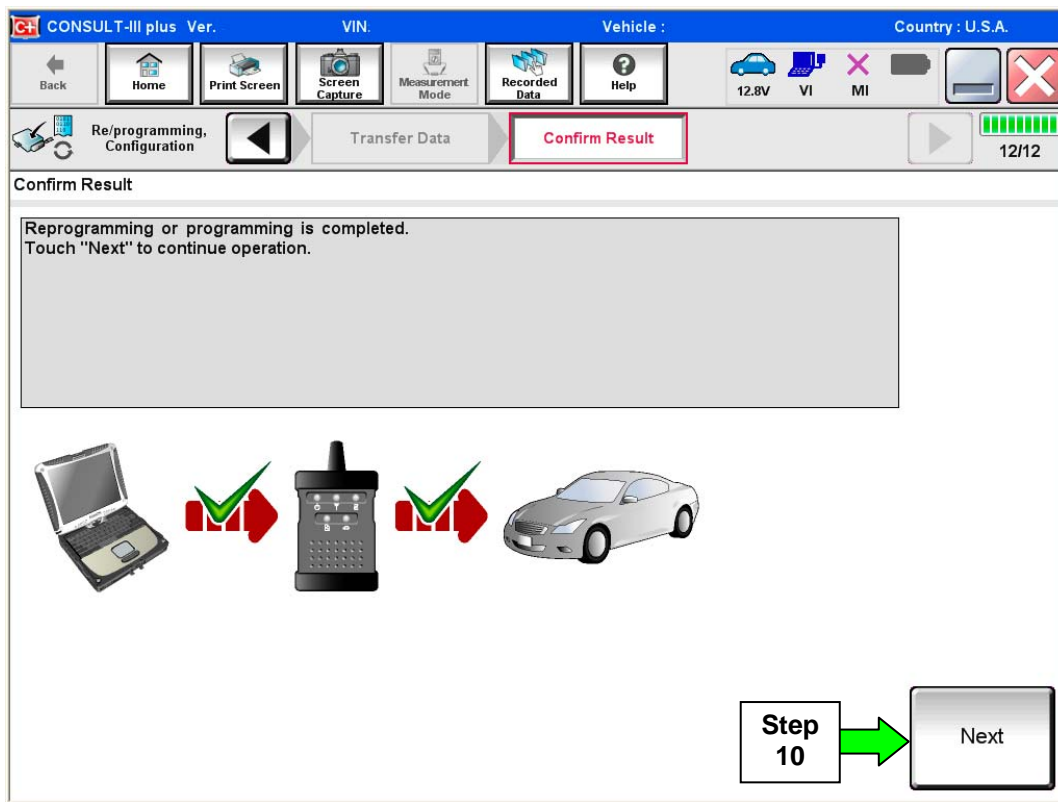 C+ CONSULT-III plus Ver. VIN: Vehicle : Country : U.S.A.
Back
Home
Print Screen
Screen
Capture
Measurement
Mode
Recorded
Data
Help
12.8V
VI
MI
Re/programming,
Configuration
Transfer Data
Confirm Result
12/12
Confirm Result
Reprogramming or programming is completed.
Touch "Next" to continue operation.
Step
10
Next